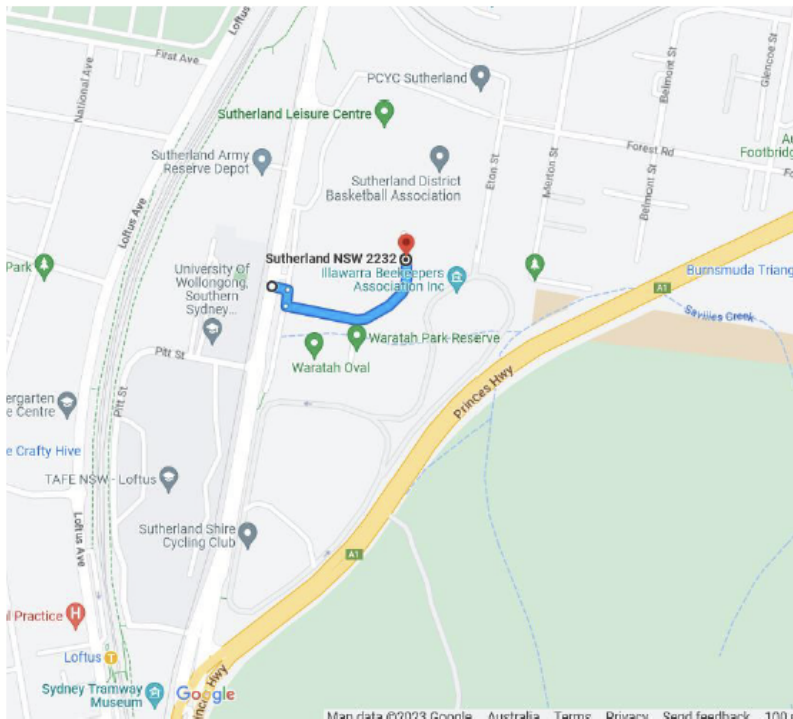 Loftus
First Ave
National Ave
PCYC Sutherland
Belmont St
Glencoe St
Sutherland Leisure Centre
Forest Rd
Au
Footbridg
Fo
Sutherland Army
Reserve Depot
Sutherland District
Basketball Association
Eton St
Merton St
Belmont St
Loftus Ave
Park
Sutherland NSW 2232
University Of
Wollongong,
Southern
Sydney...
Illawarra Beekeepers
Association Inc
Burnsmuda Triang
A1
Savilles Creek
Waratah Park Reserve
Waratah Oval
Pitt St
Pitt St
Princes Hwy
ergarten
e Centre
e Crafty Hive
TAFE NSW - Loftus
Loftus Ave
Sutherland Shire
Cycling Club
A1
l Practice
H
Loftus
T
Sydney Tramway
Museum
Google
Princes Hwy
Map data ©2023 Google Australia Terms Privacy Send feedback 100